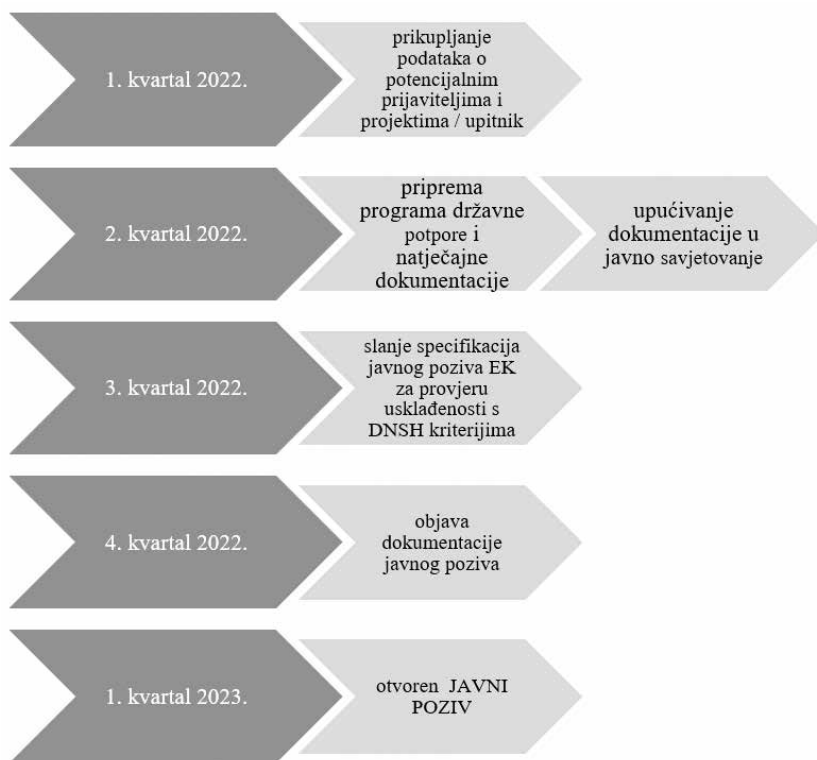 1. kvartal 2022.
prikupljanje
podataka o
potencijalnim
prijaviteljima i
projektima / upitnik
2. kvartal 2022.
priprema
programa državne
potpore i
natječajne
dokumentacije
upućivanje
dokumentacije u
javno savjetovanje
3. kvartal 2022.
slanje specifikacija
javnog poziva EK
za provjeru
usklađenosti s
DNSH kriterijima
4. kvartal 2022.
objava
dokumentacije
javnog poziva
1. kvartal 2023.
otvoren JAVNI
POZIV